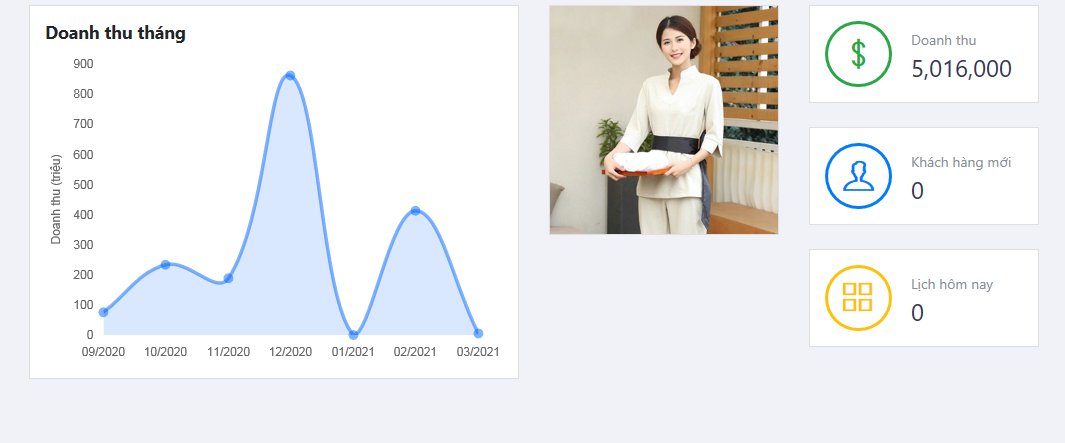 Doanh thu tháng
Doanh thu (triệu)
900
800
700
600
500
400
300
200
100
0
09/2020 10/2020 11/2020 12/2020 01/2021 02/2021 03/2021
Doanh thu
5,016,000
Khách hàng mới
0
Lịch hôm nay
0